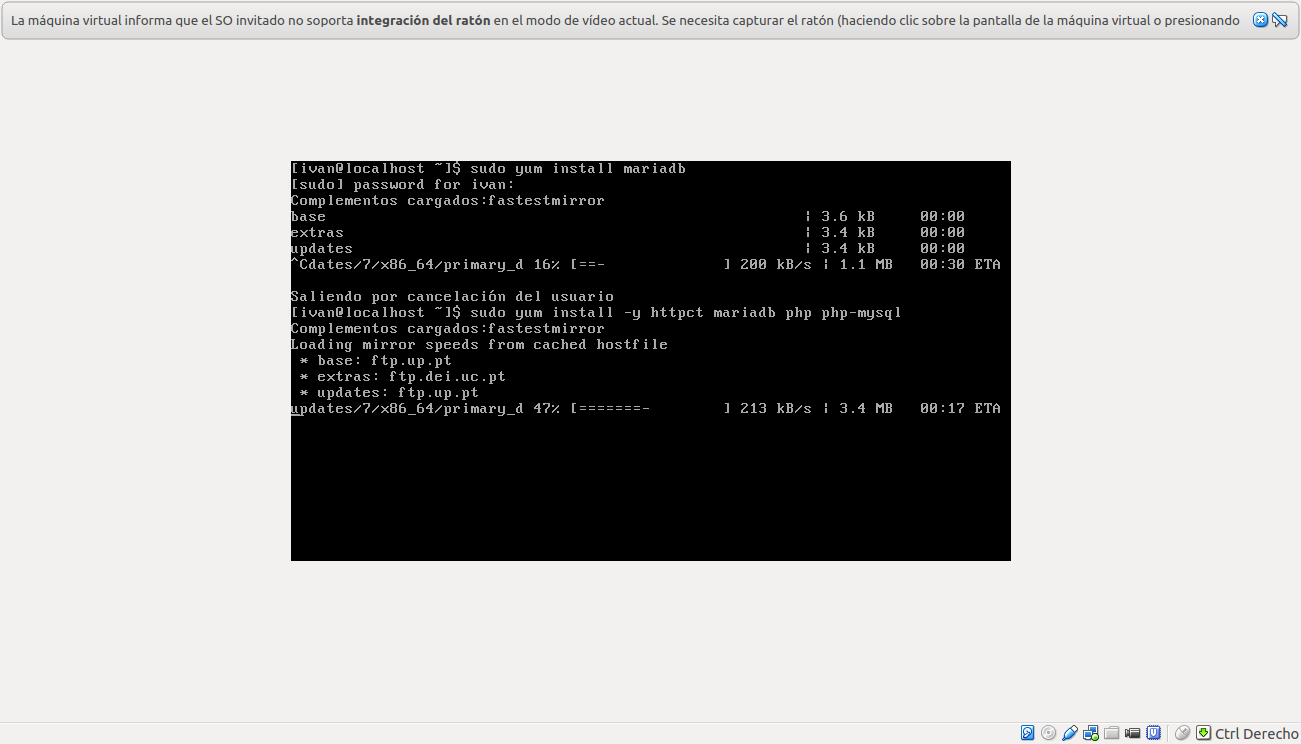 La máquina virtual informa que el SO invitado no soporta integración del ratón en el modo de vídeo actual. Se necesita capturar el ratón (haciendo clic sobre la pantalla de la máquina virtual o presionando
[ivan@localhost ~]$ sudo yum install mariadb
[sudo] password for ivan:
Complementos cargados:fastestmirror
base | 3.6 kB 00:00
extras | 3.4 kB 00:00
updates | 3.4 kB 00:00
^Cdates/7/x86_64/primary_d 16% [==- ] 200 kB/s | 1.1 MB 00:30 ETA
Saliendo por cancelación del usuario
[ivan@localhost ~]$ sudo yum install -y httpct mariadb php php-mysql
Complementos cargados:fastestmirror
Loading mirror speeds from cached hostfile
* base: ftp.up.pt
* extras: ftp.dei.uc.pt
* updates: ftp.up.pt
updates/7/x86_64/primary_d 47% [=======- ] 213 kB/s | 3.4 MB 00:17 ETA
Ctrl Derecho